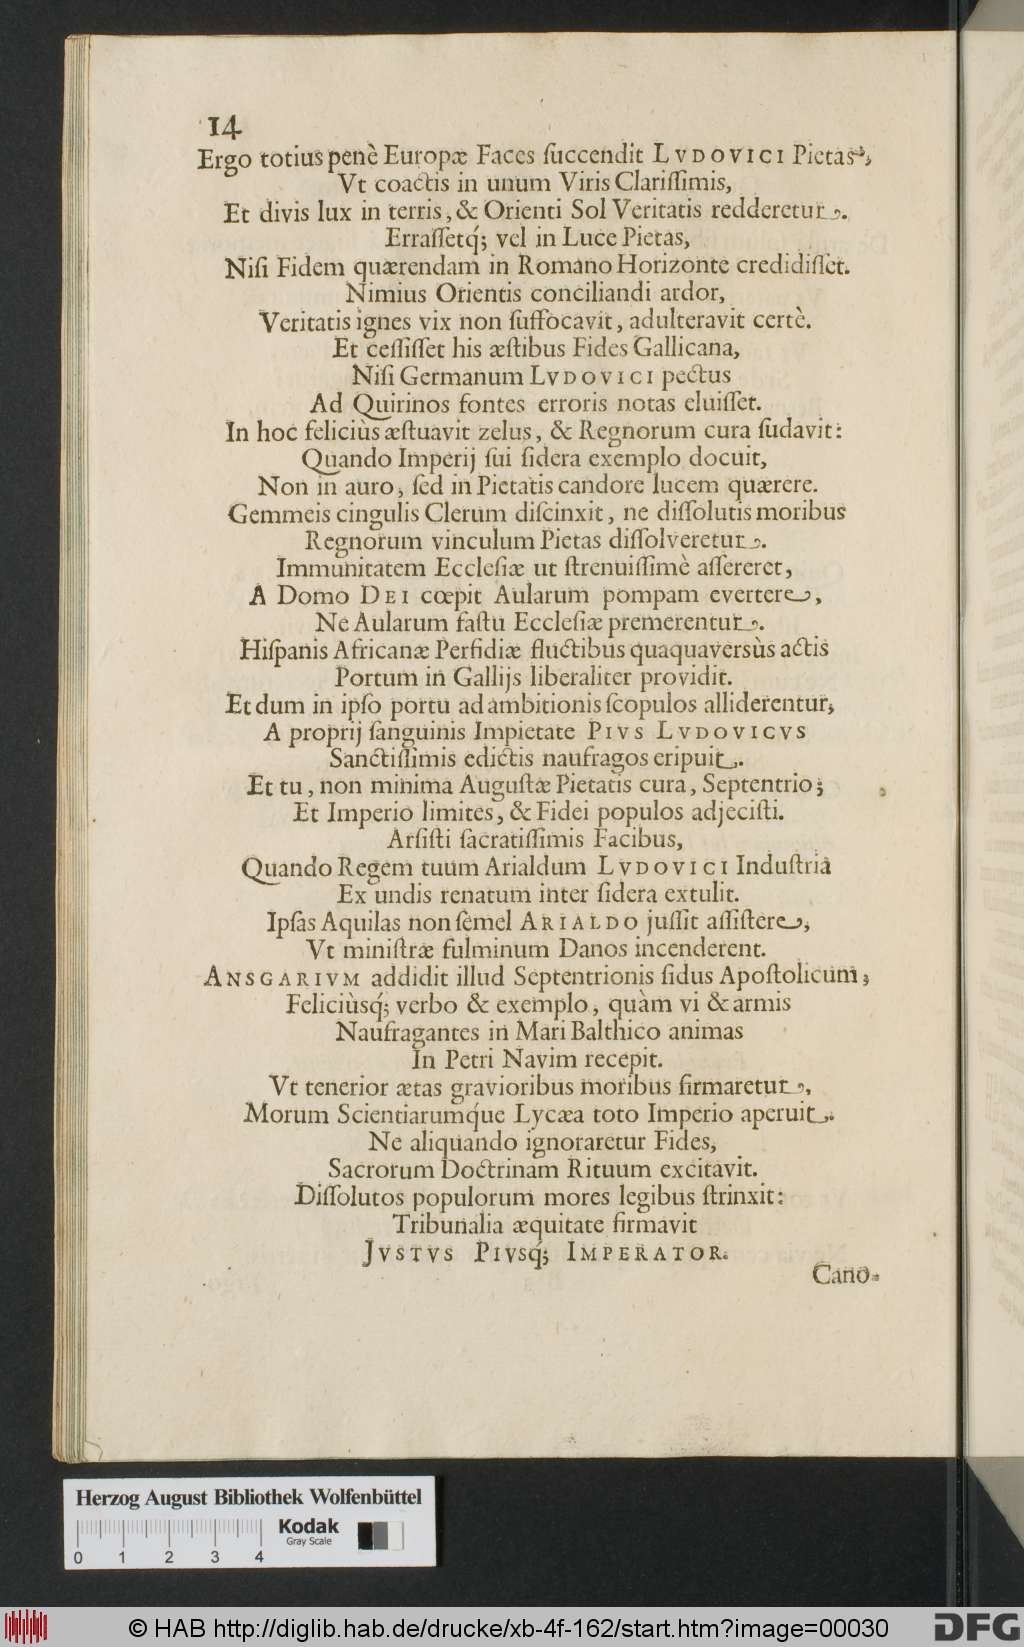 14
Ergo totius penè Europæ Faces ſuccendit LVDOVICI Pietas,
Vt coactis in unum Viris Clariſſimis,
Et divis lux in terris, & Orienti Sol Veritatis redderetur.
Erraſſetq́; vel in Luce Pietas,
Niſi Fidem quærendam in Romano Horizonte credidiſſet.
Nimius Orientis conciliandi ardor,
Veritatis ignes vix non ſuffocavit, adulteravit certè.
Et ceſſiſſet his æſtibus Fides Gallicana,
Niſi Germanum LVDOVICI pectus
Ad Quirinos fontes erroris notas eluiſſet.
In hoc feliciùs æſtuavit zelus, & Regnorum cura ſudavit:
Quando Imperij ſui ſidera exemplo docuit,
Non in auro, ſed in Pietatis candore lucem quærere.
Gemmeis cingulis Clerum diſcinxit, ne diſſolutis moribus
Regnorum vinculum Pietas diſſolveretur.
Immunitatem Eccleſiæ ut ſtrenuiſſimè aſſereret,
A Domo DEI cœpit Aularum pompam evertere,
Ne Aularum faſtu Eccleſiæ premerentur.
Hiſpanis Africanæ Perfidiæ fluctibus quaquaversùs actis
Portum in Gallijs liberaliter providit.
Et dum in ipſo portu ad ambitionis ſcopulos alliderentur,
A proprij ſanguinis Impietate PIVS LVDOVICVS
Sanctiſſimis edictis naufragos eripuit.
Et tu, non minima Auguſtæ Pietatis cura, Septentrio;
Et Imperio limites, & Fidei populos adjeciſti.
Arſiſti ſacratiſſimis Facibus,
Quando Regem tuum Arialdum LVDOVICI Induſtria
Ex undis renatum inter ſidera extulit.
Ipſas Aquilas non ſèmel ARIALDO juſſit aſſiſtere,
Vt miniſtræ fulminum Danos incenderent.
ANSGARIVM addidit illud Septentrionis ſidus Apoſtolicum,
Feliciùsq́; verbo & exemplo, quàm vi & armis
Naufragantes in Mari Balthico animas
In Petri Navim recepit.
Vt tenerior ætas gravioribus moribus firmaretur,
Morum Scientiarumq́ue Lycæa toto Imperio aperuit.
Ne aliquando ignoraretur Fides,
Sacrorum Doctrinam Rituum excitavit.
Diſſolutos populorum mores legibus ſtrinxit:
Tribunalia æquitate firmavit
JVSTVS PIVSq́; IMPERATOR.
Cano-
Herzog August Bibliothek Wolfenbüttel
Kodak
Gray Scale
0 1 2 3 4
© HAB http://diglib.hab.de/drucke/xb-4f-162/start.htm?image=00030
DFG